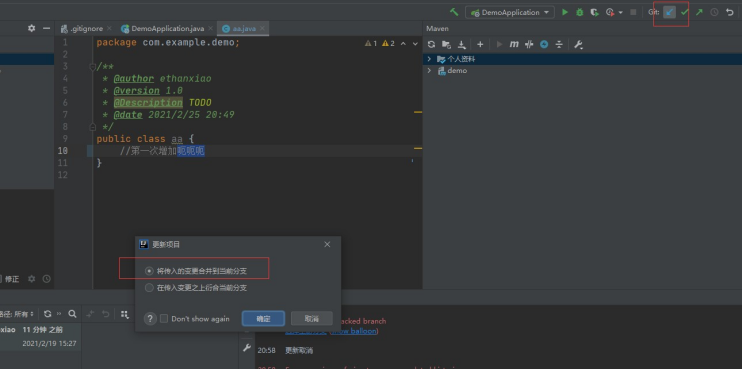 DemoApplication
Git:
.gitignore
DemoApplication.java
aa.java
Maven
1
package com.example.demo;
1
2
2
3
/**
4
* @author ethanxiao
5
* @version 1.0
6
* @Description TODO
7
* @date 2021/2/25 20:49
8
*/
9
public class aa {
10
//第一次增加呃呃呃
11
}
12
个人资料
demo
更新项目
将传入的变更合并到当前分支
在传入变更之上衍合当前分支
Don't show again
确定
取消
修正
路径: 所有
xiao 11 分钟 之前
2021/2/19 15:27
acked branch
balloon)
20:58 更新取消